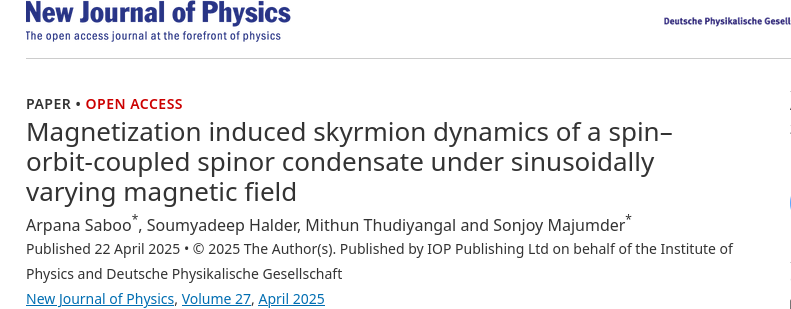 New Journal of Physics
The open access journal at the forefront of physics
Deutsche Physikalische
PAPER • OPEN ACCESS
Magnetization induced skyrmion dynamics of a spin–
orbit-coupled spinor condensate under sinusoidally
varying magnetic field
Arpana Saboo*, Soumyadeep Halder, Mithun Thudiyangal and Sonjoy Majumder*
Published 22 April 2025 • © 2025 The Author(s). Published by IOP Publishing Ltd on behalf of the Institute of
Physics and Deutsche Physikalische Gesellschaft
New Journal of Physics, Volume 27, April 2025